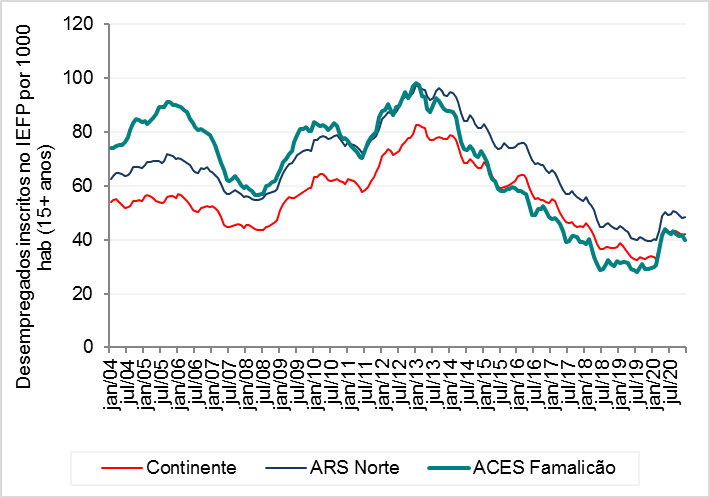 Desempregados inscritos no IEFP por 1000
hab (15+ anos)
120
100
80
60
40
20
0
jan/04
jul/04
jan/05
jul/05
jan/06
jul/06
jan/07
jul/07
jan/08
jul/08
jan/09
jul/09
jan/10
jul/10
jan/11
jul/11
jan/12
jul/12
jan/13
jul/13
jan/14
jul/14
jan/15
jul/15
jan/16
jul/16
jan/17
jul/17
jan/18
jul/18
jan/19
jul/19
jan/20
jul/20
Continente ARS Norte ACES Famalicão